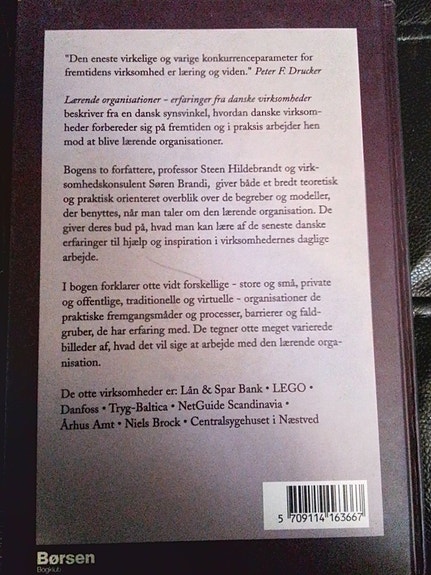 "Den eneste virkelige og varige konkurrenceparameter for
fremtidens virksomhed er læring og viden." Peter F. Drucker
Lærende organisationer - erfaringer fra danske virksomheder
beskriver fra en dansk synsvinkel, hvordan danske virksom-
heder forbereder sig på fremtiden og i praksis arbejder hen
mod at blive lærende organisationer.
Bogens to forfattere, professor Steen Hildebrandt og virk-
somhedskonsulent Søren Brandi, giver både et bredt teoretisk
og praktisk orienteret overblik over de begreber og modeller,
der benyttes, når man taler om den lærende organisation. De
giver deres bud på, hvad man kan lære af de seneste danske
erfaringer til hjælp og inspiration i virksomhedernes daglige
arbejde.
I bogen forklarer otte vidt forskellige - store og små, private
og offentlige, traditionelle og virtuelle - organisationer de
praktiske fremgangsmåder og processer, barrierer og fald-
gruber, de har erfaring med. De tegner otte meget varierede
billeder af, hvad det vil sige at arbejde med den lærende orga-
nisation.
De otte virksomheder er: Lån & Spar Bank • LEGO •
Danfoss • Tryg-Baltica • NetGuide Scandinavia •
Århus Amt • Niels Brock • Centralsygehuset i Næstved
5 709114 163667
Børsen
Bogklub